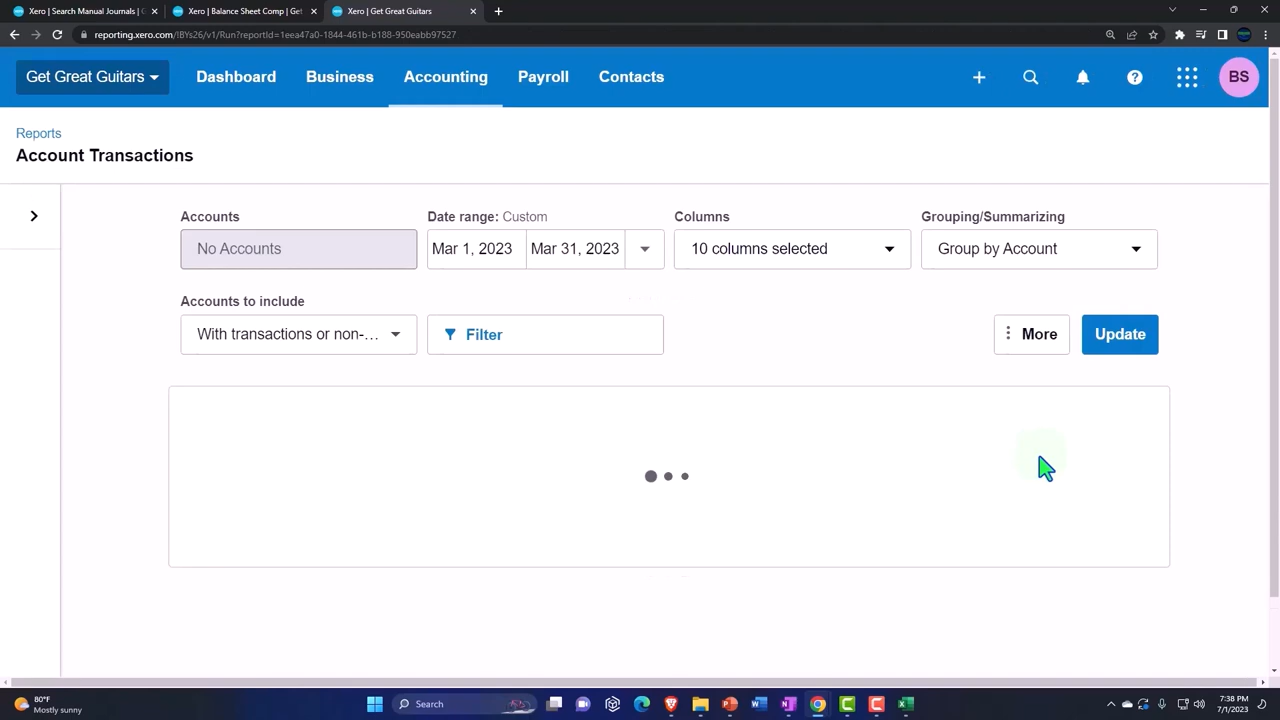 Xero | Search Manual Journals | G
Xero | Balance Sheet Comp | Get
Xero | Get Great Guitars
reporting.xero.com/!BYs26/v1/Run?reportId=1eea47a0-1844-461b-b188-950eabb97527
Get Great Guitars
Dashboard
Business
Accounting
Payroll
Contacts
BS
Reports
Account Transactions
Accounts
Date range: Custom
Columns
Grouping/Summarizing
No Accounts
Mar 1, 2023
Mar 31, 2023
10 columns selected
Group by Account
Accounts to include
With transactions or non-...
Filter
More
Update
80°F
Mostly sunny
Search
7:38 PM
7/1/2023